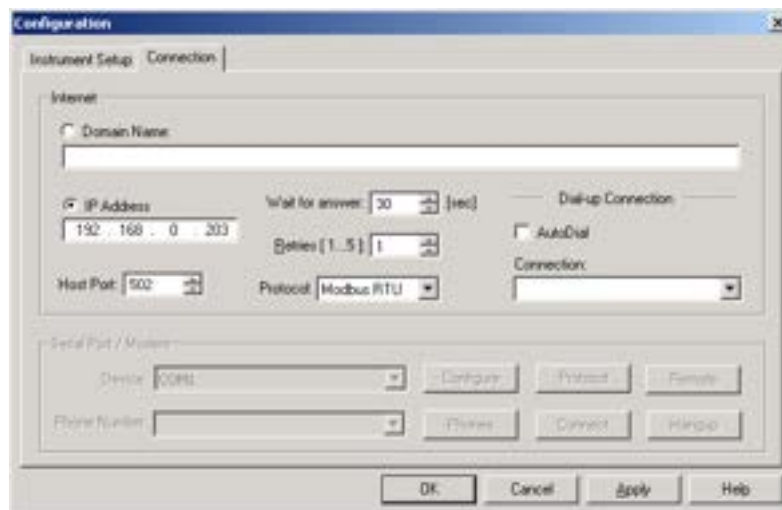 Configuration
Instrument Setup Connection
Internet
Domain Name:
IP Address
192 . 168 . 0 . 203
Wait for answer: 30 [sec]
Dial-up Connection
Retries [1...5]: 1
AutoDial
Host Port: 502
Protocol: Modbus RTU
Connection:
Serial Port / Modem
Device: COM1
Configure Protocol Remote
Phone Number:
Phones Connect Hangup
OK Cancel Apply Help